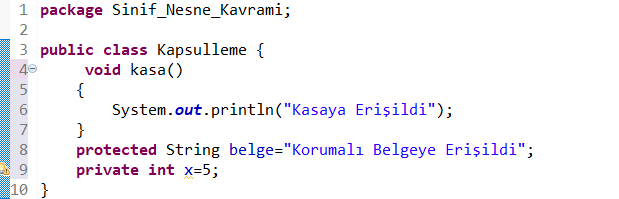 1 package Sinif_Nesne_Kavrami;
2
3 public class Kapsulleme {
4 void kasa()
5 {
6 System.out.println("Kasaya Erişildi");
7 }
8 protected String belge="Korumalı Belgeye Erişildi";
9 private int x=5;
10 }